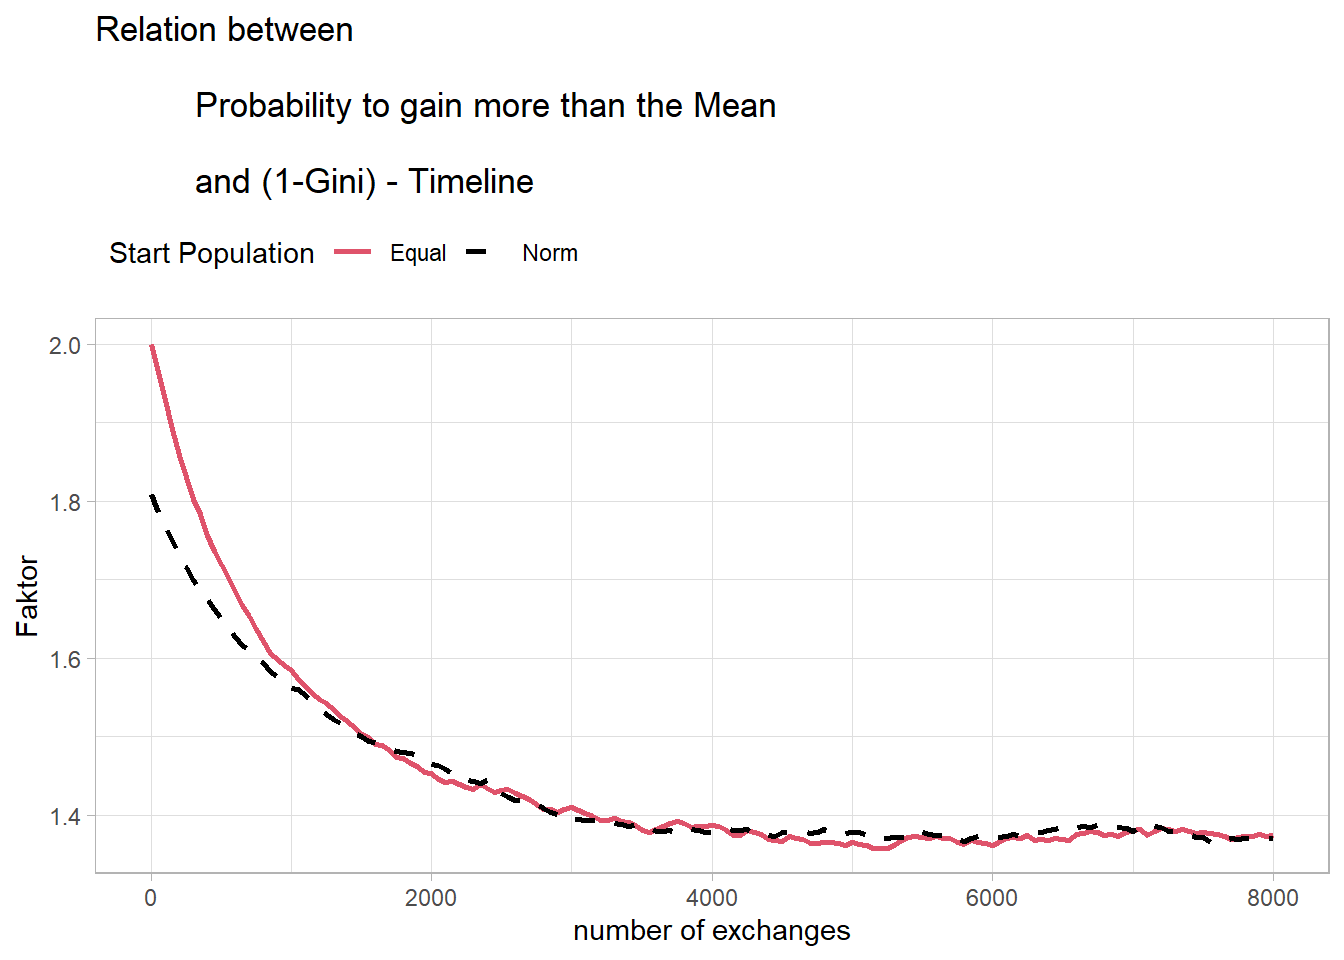 Relation between
Probability to gain more than the Mean
and (1-Gini) - Timeline
Start Population Equal Norm
2.0
1.8
1.6
1.4
Faktor
0 2000 4000 6000 8000
number of exchanges